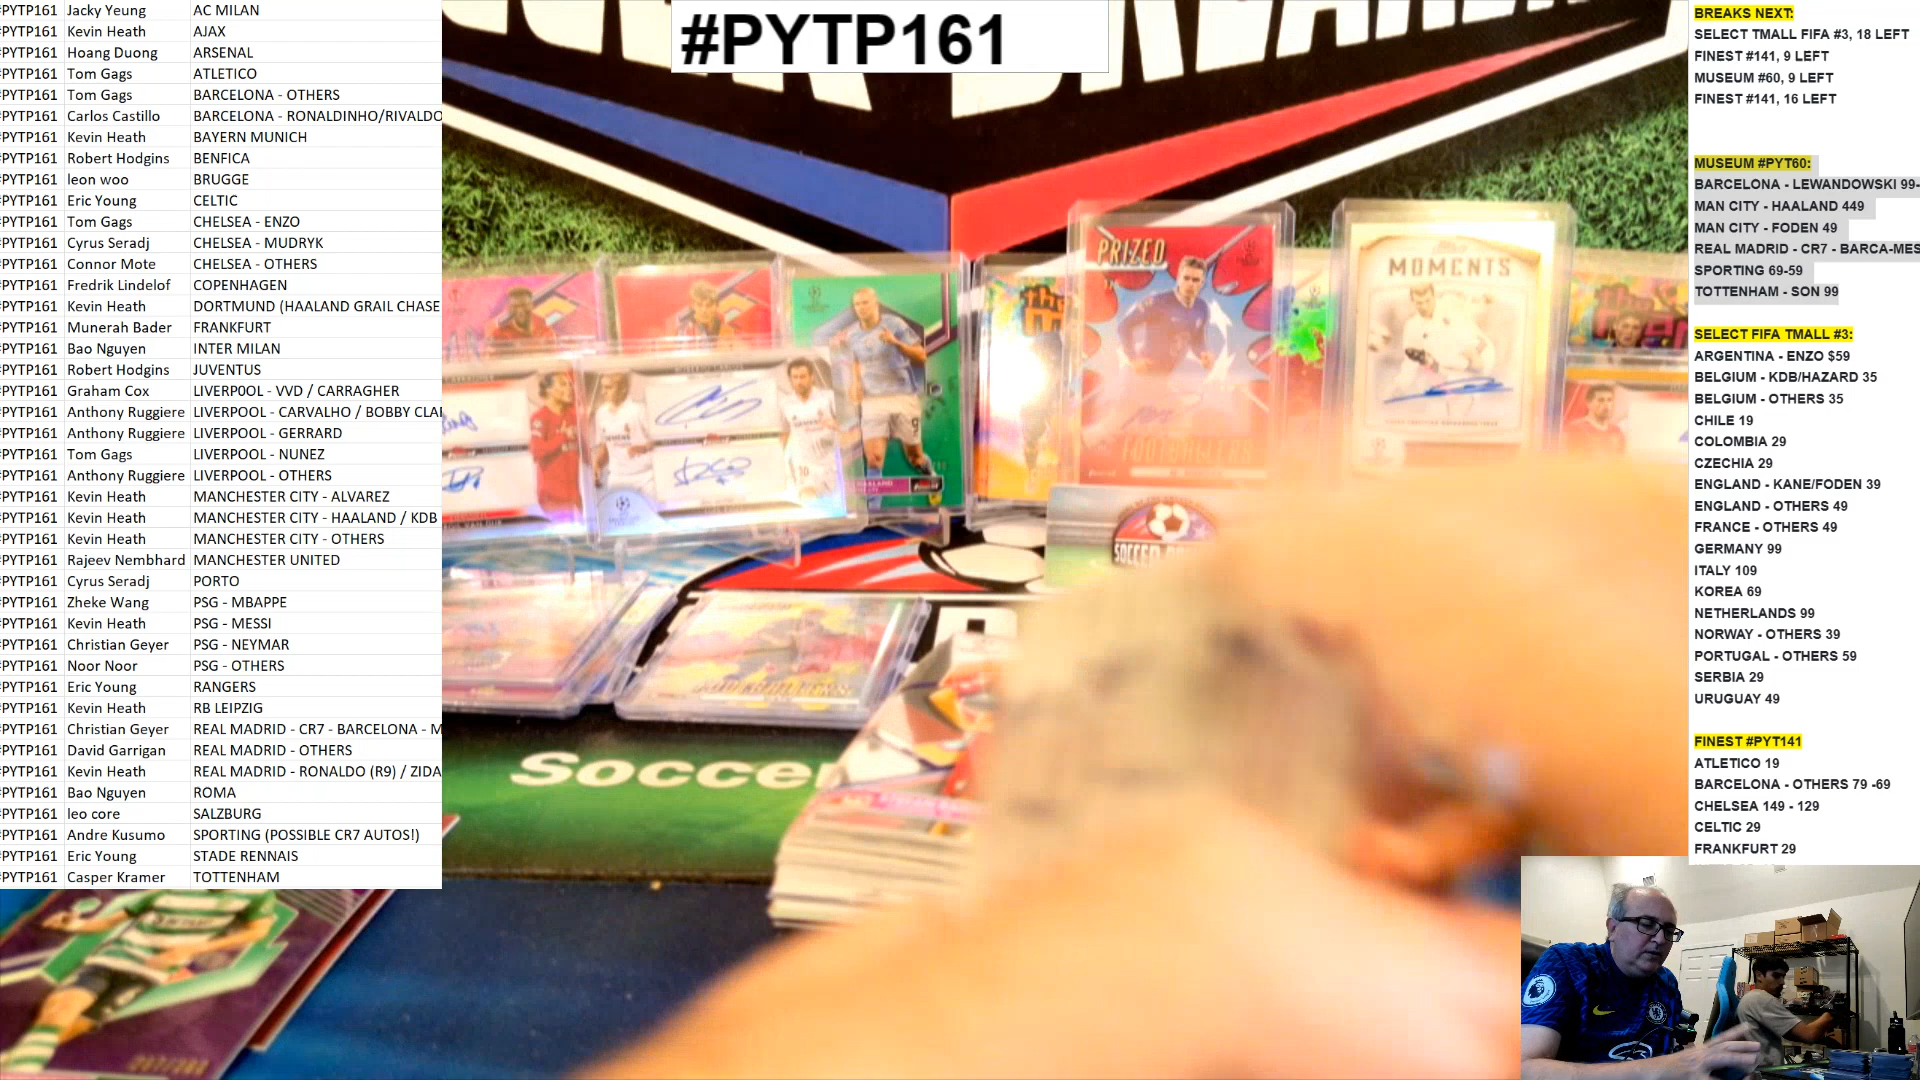 #PYTP161
#PYTP161 Jacky Yeung AC MILAN
#PYTP161 Kevin Heath AJAX
#PYTP161 Hoang Duong ARSENAL
#PYTP161 Tom Gags ATLETICO
#PYTP161 Tom Gags BARCELONA - OTHERS
#PYTP161 Carlos Castillo BARCELONA - RONALDINHO/RIVALDO
#PYTP161 Kevin Heath BAYERN MUNICH
#PYTP161 Robert Hodgins BENFICA
#PYTP161 leon woo BRUGGE
#PYTP161 Eric Young CELTIC
#PYTP161 Tom Gags CHELSEA - ENZO
#PYTP161 Cyrus Seradj CHELSEA - MUDRYK
#PYTP161 Connor Mote CHELSEA - OTHERS
#PYTP161 Fredrik Lindelof COPENHAGEN
#PYTP161 Kevin Heath DORTMUND (HAALAND GRAIL CHASE
#PYTP161 Munerah Bader FRANKFURT
#PYTP161 Bao Nguyen INTER MILAN
#PYTP161 Robert Hodgins JUVENTUS
#PYTP161 Graham Cox LIVERP0OL - VVD / CARRAGHER
#PYTP161 Anthony Ruggiere LIVERPOOL - CARVALHO / BOBBY CLA
#PYTP161 Anthony Ruggiere LIVERPOOL - GERRARD
#PYTP161 Tom Gags LIVERPOOL - NUNEZ
#PYTP161 Anthony Ruggiere LIVERPOOL - OTHERS
#PYTP161 Kevin Heath MANCHESTER CITY - ALVAREZ
#PYTP161 Kevin Heath MANCHESTER CITY - HAALAND / KDB
#PYTP161 Kevin Heath MANCHESTER CITY - OTHERS
#PYTP161 Rajeev Nembhard MANCHESTER UNITED
#PYTP161 Cyrus Seradj PORTO
#PYTP161 Zheke Wang PSG - MBAPPE
#PYTP161 Kevin Heath PSG - MESSI
#PYTP161 Christian Geyer PSG - NEYMAR
#PYTP161 Noor Noor PSG - OTHERS
#PYTP161 Eric Young RANGERS
#PYTP161 Kevin Heath RB LEIPZIG
#PYTP161 Christian Geyer REAL MADRID - CR7 - BARCELONA - M
#PYTP161 David Garrigan REAL MADRID - OTHERS
#PYTP161 Kevin Heath REAL MADRID - RONALDO (R9) / ZIDA
#PYTP161 Bao Nguyen ROMA
#PYTP161 leo core SALZBURG
#PYTP161 Andre Kusumo SPORTING (POSSIBLE CR7 AUTOS!)
#PYTP161 Eric Young STADE RENNAIS
#PYTP161 Casper Kramer TOTTENHAM
PRIZED
FOOTBALLERS
MOMENTS
HAALAND
SOCCER
Soccer
BREAKS NEXT:
SELECT TMALL FIFA #3, 18 LEFT
FINEST #141, 9 LEFT
MUSEUM #60, 9 LEFT
FINEST #141, 16 LEFT
MUSEUM #PYT60:
BARCELONA - LEWANDOWSKI 99-
MAN CITY - HAALAND 449
MAN CITY - FODEN 49
REAL MADRID - CR7 - BARCA-MES
SPORTING 69-59
TOTTENHAM - SON 99
SELECT FIFA TMALL #3:
ARGENTINA - ENZO $59
BELGIUM - KDB/HAZARD 35
BELGIUM - OTHERS 35
CHILE 19
COLOMBIA 29
CZECHIA 29
ENGLAND - KANE/FODEN 39
ENGLAND - OTHERS 49
FRANCE - OTHERS 49
GERMANY 99
ITALY 109
KOREA 69
NETHERLANDS 99
NORWAY - OTHERS 39
PORTUGAL - OTHERS 59
SERBIA 29
URUGUAY 49
FINEST #PYT141
ATLETICO 19
BARCELONA - OTHERS 79 -69
CHELSEA 149 - 129
CELTIC 29
FRANKFURT 29